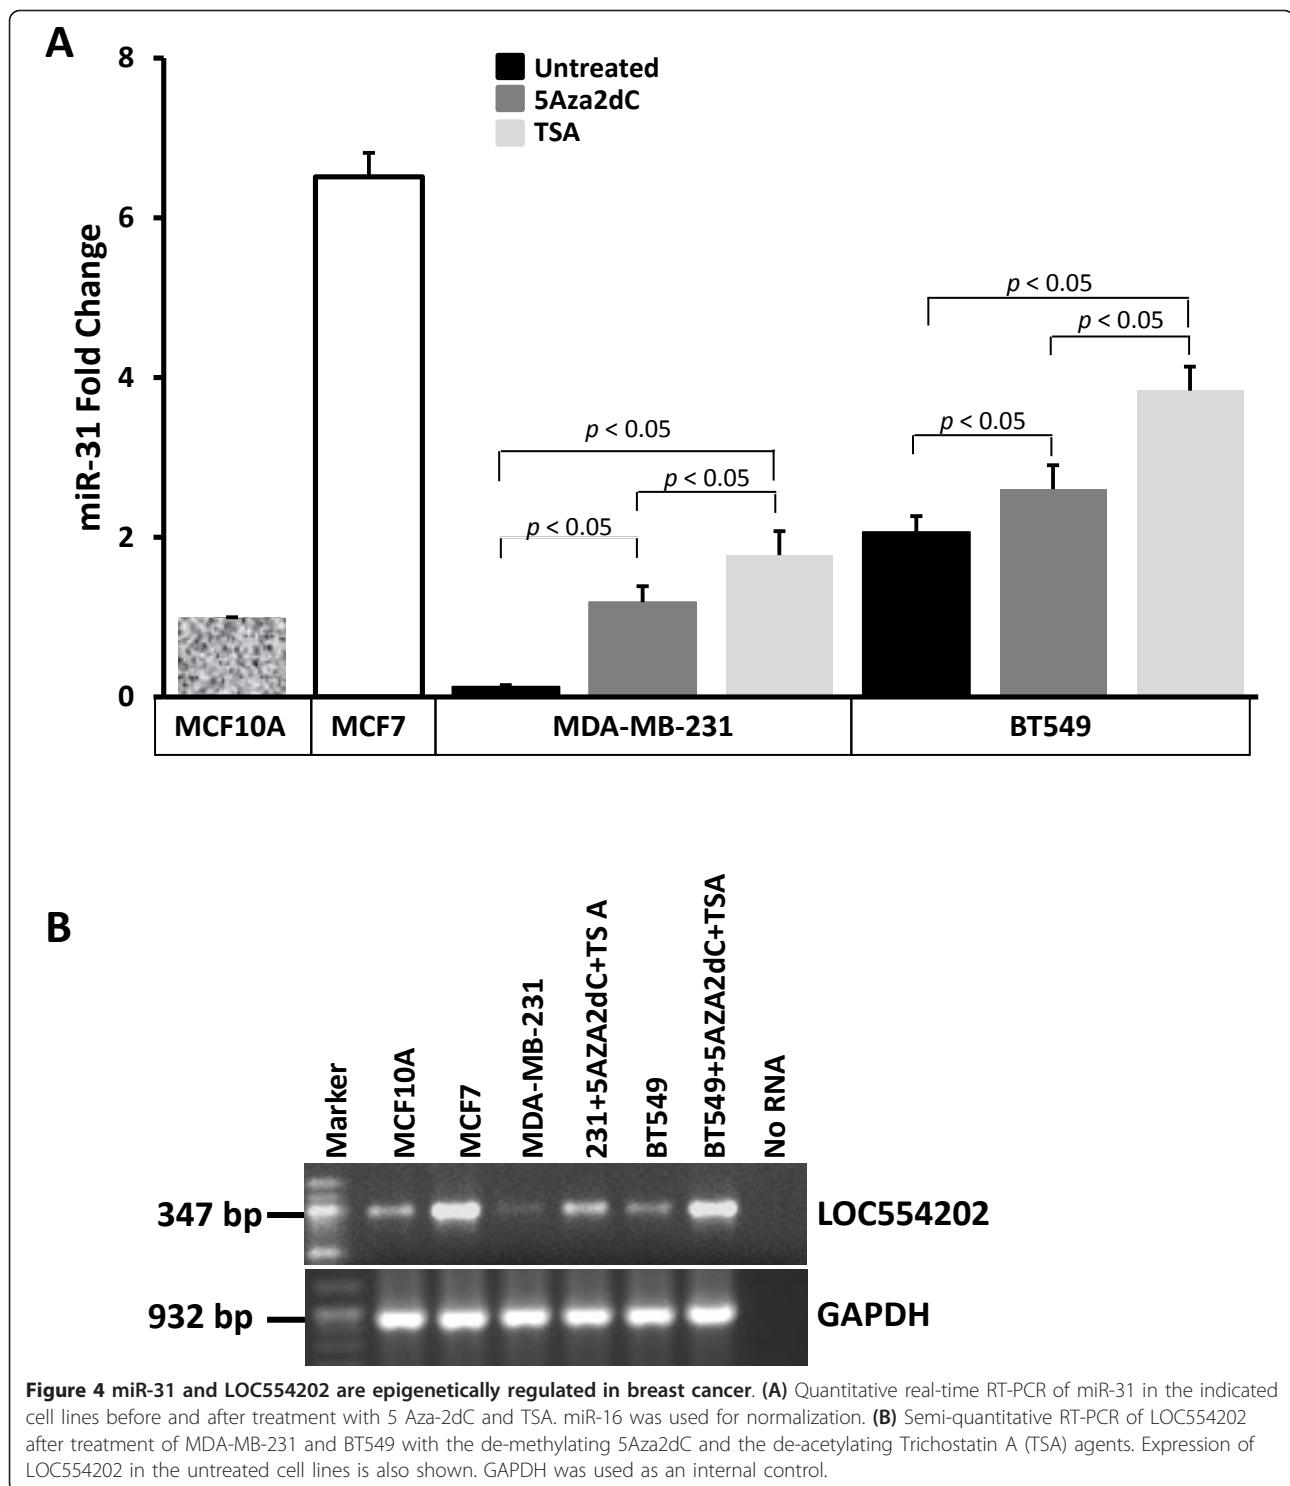 A
8
6
4
2
0
miR-31 Fold Change
Untreated
5Aza2dC
TSA
p < 0.05
p < 0.05
p < 0.05
p < 0.05
p < 0.05
p < 0.05
MCF10A
MCF7
MDA-MB-231
BT549
B
Marker
MCF10A
MCF7
MDA-MB-231
231+5AZA2dC+TS A
BT549
BT549+5AZA2dC+TSA
No RNA
347 bp
LOC554202
932 bp
GAPDH
Figure 4 miR-31 and LOC554202 are epigenetically regulated in breast cancer. (A) Quantitative real-time RT-PCR of miR-31 in the indicated
cell lines before and after treatment with 5 Aza-2dC and TSA. miR-16 was used for normalization. (B) Semi-quantitative RT-PCR of LOC554202
after treatment of MDA-MB-231 and BT549 with the de-methylating 5Aza2dC and the de-acetylating Trichostatin A (TSA) agents. Expression of
LOC554202 in the untreated cell lines is also shown. GAPDH was used as an internal control.